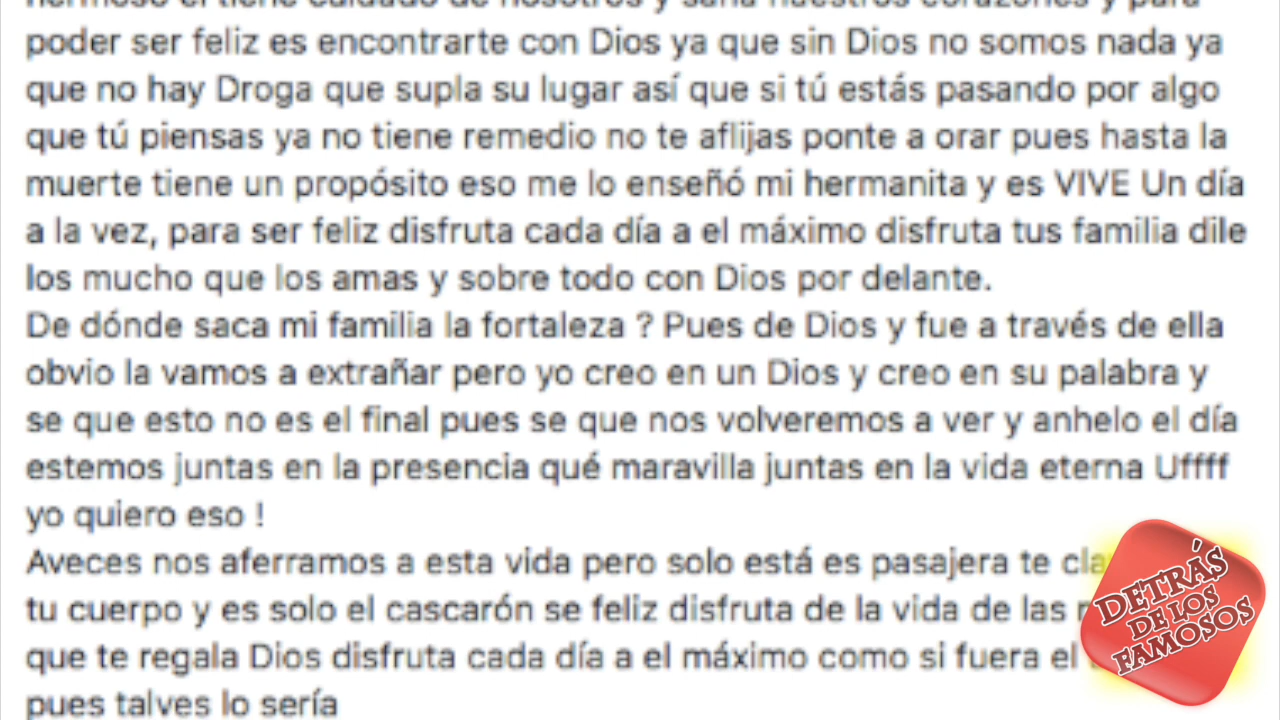 hermoso él tiene cuidado de nosotros y sana nuestros corazones y para
poder ser feliz es encontrarte con Dios ya que sin Dios no somos nada ya
que no hay Droga que supla su lugar así que si tú estás pasando por algo
que tú piensas ya no tiene remedio no te aflijas ponte a orar pues hasta la
muerte tiene un propósito eso me lo enseñó mi hermanita y es VIVE Un día
a la vez, para ser feliz disfruta cada día a el máximo disfruta tus familia dile
los mucho que los amas y sobre todo con Dios por delante.
De dónde saca mi familia la fortaleza ? Pues de Dios y fue a través de ella
obvio la vamos a extrañar pero yo creo en un Dios y creo en su palabra y
se que esto no es el final pues se que nos volveremos a ver y anhelo el día
estemos juntas en la presencia qué maravilla juntas en la vida eterna Uffff
yo quiero eso !
Aveces nos aferramos a esta vida pero solo está es pasajera te
tu cuerpo y es solo el cascarón se feliz disfruta de la vida de las
que te regala Dios disfruta cada día a el máximo como si fuera el
pues talves lo sería
DETRÁS
DE LOS
FAMOSOS